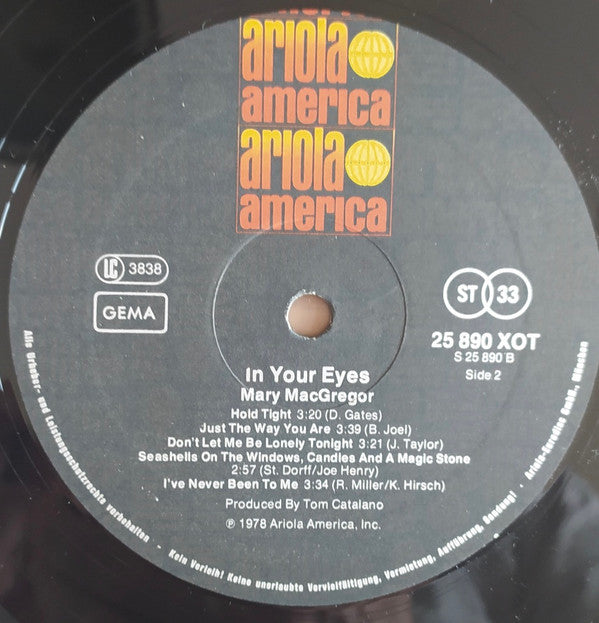 ariola
america
ariola
america
LC 3838
GEMA
ST 33
25 890 XOT
S 25 890 B
Side 2
In Your Eyes
Mary MacGregor
Hold Tight 3:20 (D. Gates)
Just The Way You Are 3:39 (B. Joel)
Don't Let Me Be Lonely Tonight 3:21 (J. Taylor)
Seashells On The Windows, Candles And A Magic Stone
2:57 (St. Dorff/Joe Henry)
I've Never Been To Me 3:34 (R. Miller/K. Hirsch)
Produced By Tom Catalano
℗ 1978 Ariola America, Inc.
Alle Urheber- und Leistungsschutzrechte vorbehalten - Kein Verleih! Keine unerlaubte Vervielfältigung, Vermietung, Aufführung, Sendung! · Ariola-Eurodisc GmbH., München